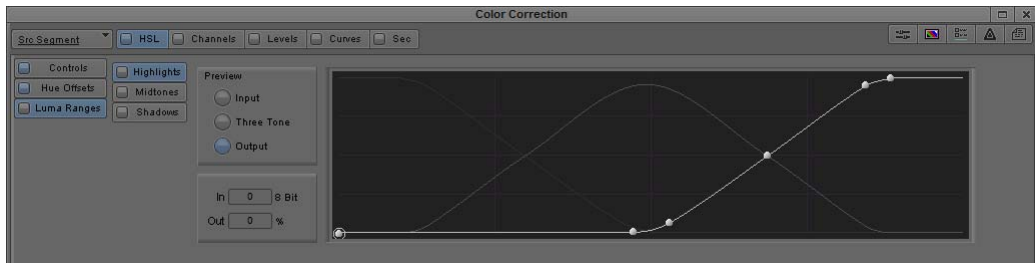 Color Correction
Src Segment HSL Channels Levels Curves Sec
Controls Highlights
Hue Offsets Midtones
Luma Ranges Shadows
Preview
Input
Three Tone
Output
In 0 8 Bit
Out 0 %